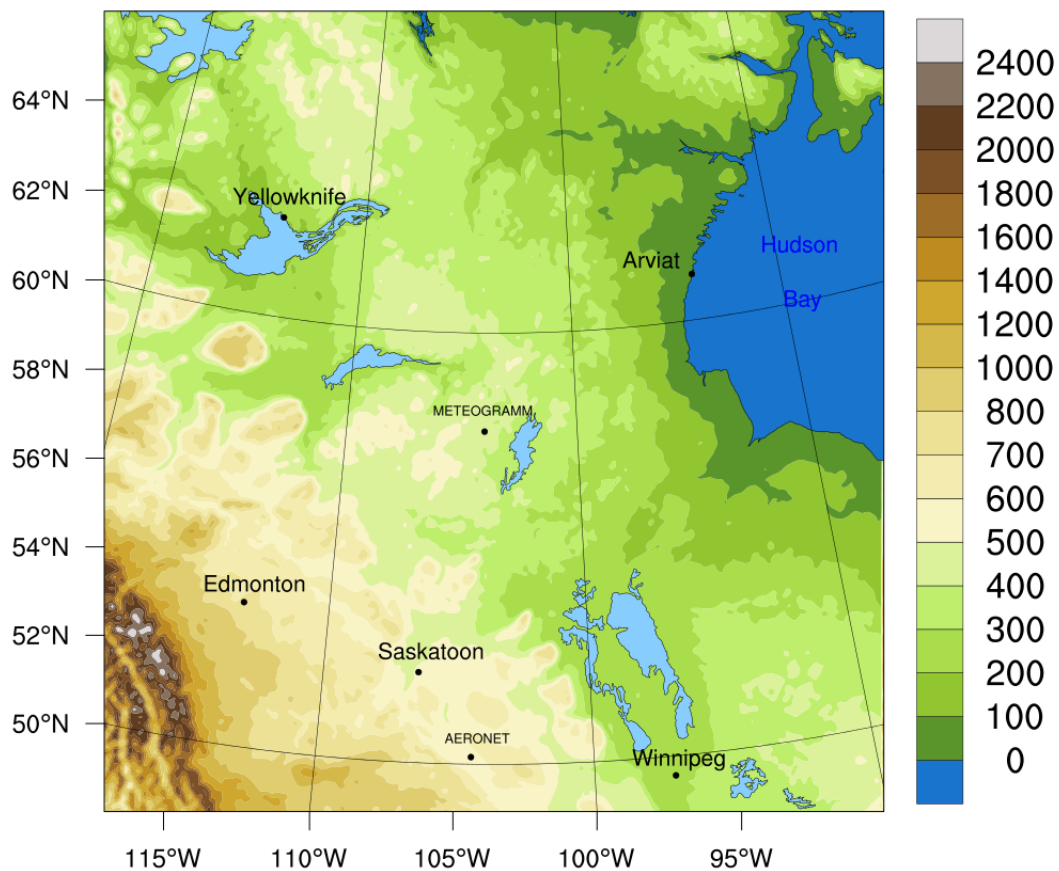 64°N
62°N
60°N
58°N
56°N
54°N
52°N
50°N
Yellowknife
Arviat
Hudson
Bay
METEOGRAMM
Edmonton
Saskatoon
AERONET
Winnipeg
115°W
110°W
105°W
100°W
95°W
2400
2200
2000
1800
1600
1400
1200
1000
800
700
600
500
400
300
200
100
0